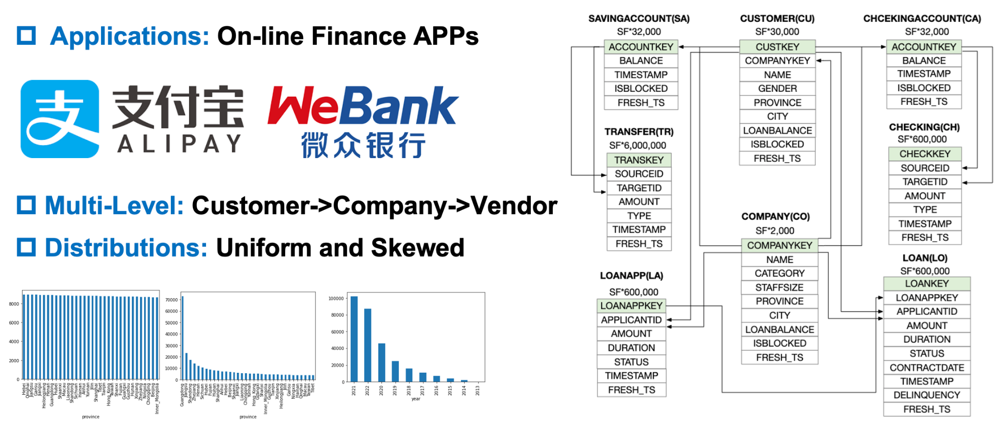 Applications: On-line Finance APPs
支
支付宝
ALIPAY
WeBank
微众银行
Multi-Level: Customer->Company->Vendor
Distributions: Uniform and Skewed
8000
6000
4000
2000
0
Hebei
Qinghai
Jiangsu
Gansu
Jiangxi
Heilongjiang
Henan
Guangdong
Hubei
Shaanxi
Macau
Liaoning
Shandong
Sichuan
Hainan
Anhui
Yunnan
Jilin
Shanghai
Tibet
Tianjin
Hong_Kong
Taiwan
Shanxi
Fujian
Guangxi
Guizhou
Hunan
Xinjiang
Zhejiang
Ningxia
Chongqing
Beijing
Inner_Mongolia
province
70000
60000
50000
40000
30000
20000
10000
0
Guangdong
Jiangsu
Shandong
Zhejiang
Henan
Sichuan
Hubei
Fujian
Hunan
Shanghai
Anhui
Hebei
Beijing
Shaanxi
Jiangxi
Liaoning
Chongqing
Yunnan
Hong_Kong
Guangxi
Shanxi
Inner_Mongolia
Guizhou
Tianjin
Xinjiang
Heilongjiang
Jilin
Gansu
Ningxia
Hainan
Qinghai
Macau
Taiwan
Tibet
province
100000
80000
60000
40000
20000
0
2021
2022
2020
2019
2018
2017
2016
2015
2014
2013
year
SAVINGACCOUNT(SA)
SF*32,000
ACCOUNTKEY
BALANCE
TIMESTAMP
ISBLOCKED
FRESH_TS
TRANSFER(TR)
SF*6,000,000
TRANSKEY
SOURCEID
TARGETID
AMOUNT
TYPE
TIMESTAMP
FRESH_TS
LOANAPP(LA)
SF*600,000
LOANAPPKEY
APPLICANTID
AMOUNT
DURATION
STATUS
TIMESTAMP
FRESH_TS
CUSTOMER(CU)
SF*30,000
CUSTKEY
COMPANYKEY
NAME
GENDER
PROVINCE
CITY
LOANBALANCE
ISBLOCKED
FRESH_TS
COMPANY(CO)
SF*2,000
COMPANYKEY
NAME
CATEGORY
STAFFSIZE
PROVINCE
CITY
LOANBALANCE
ISBLOCKED
FRESH_TS
CHCEKINGACCOUNT(CA)
SF*32,000
ACCOUNTKEY
BALANCE
TIMESTAMP
ISBLOCKED
FRESH_TS
CHECKING(CH)
SF*600,000
CHECKKEY
SOURCEID
TARGETID
AMOUNT
TYPE
TIMESTAMP
FRESH_TS
LOAN(LO)
SF*600,000
LOANKEY
LOANAPPKEY
APPLICANTID
AMOUNT
DURATION
STATUS
CONTRACTDATE
TIMESTAMP
DELINQUENCY
FRESH_TS